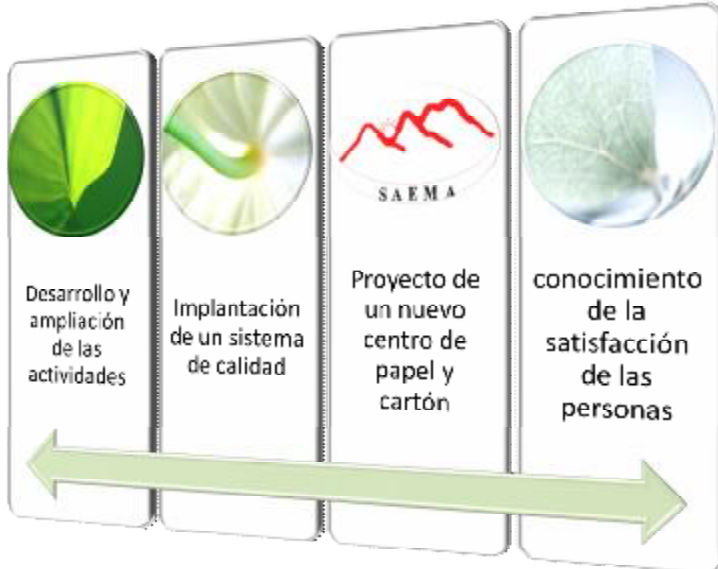 Desarrollo y
ampliación
de las
actividades
Implantación
de un sistema
de calidad
SAEMA
Proyecto de
un nuevo
centro de
papel y
cartón
conocimiento
de la
satisfacción
de las
personas